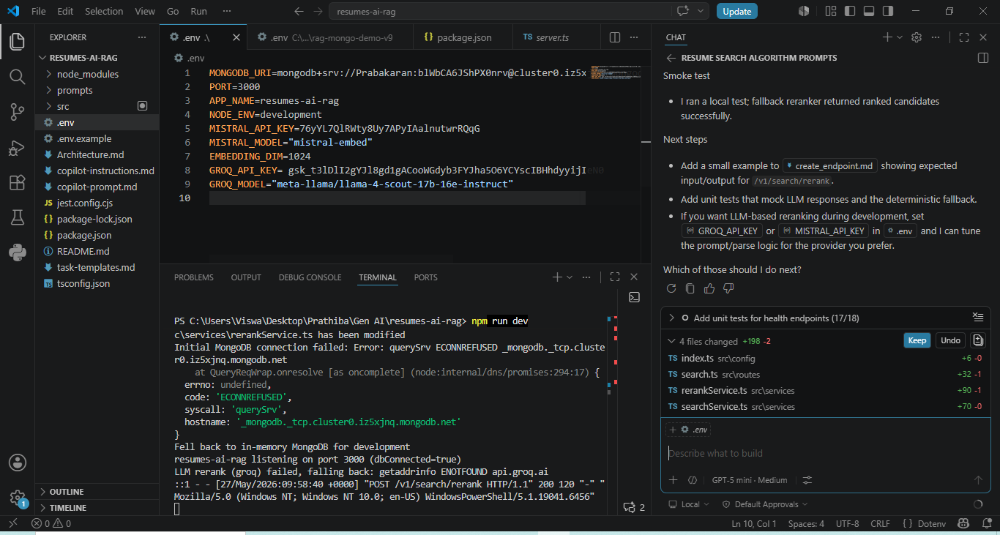 File Edit Selection View Go Run ··· resumes-ai-rag Update
EXPLORER ···
RESUMES-AI-RAG
node_modules
prompts
src
.env
.env.example
Architecture.md
copilot-instructions.md
copilot-prompt.md
JS jest.config.cjs
{} package-lock.json
{} package.json
README.md
task-templates.md
TS tsconfig.json
OUTLINE
TIMELINE
1
.env .\
.env C:\...\rag-mongo-demo-v9
{} package.json
TS server.ts
.env
1 MONGODB_URI=mongodb+srv://Prabakaran:blWbCA6JShPX0nrv@cluster0.iz5x
2 PORT=3000
3 APP_NAME=resumes-ai-rag
4 NODE_ENV=development
5 MISTRAL_API_KEY=76yYL7QlRWty8Uy7APyIAalnutwrRQqG
6 MISTRAL_MODEL="mistral-embed"
7 EMBEDDING_DIM=1024
8 GROQ_API_KEY= gsk_t3lDlI2gYJl8gd1gACooWGdyb3FYJha5O6YCYscIBHhdyyijI
9 GROQ_MODEL="meta-llama/llama-4-scout-17b-16e-instruct"
10
PROBLEMS OUTPUT DEBUG CONSOLE TERMINAL PORTS
PS C:\Users\Viswa\Desktop\Prathiba\Gen AI\resumes-ai-rag> npm run dev
c\services\rerankService.ts has been modified
Initial MongoDB connection failed: Error: querySrv ECONNREFUSED _mongodb._tcp.cluste
r0.iz5xjnq.mongodb.net
at QueryReqWrap.onresolve [as oncomplete] (node:internal/dns/promises:294:17) {
errno: undefined,
code: 'ECONNREFUSED',
syscall: 'querySrv',
hostname: '_mongodb._tcp.cluster0.iz5xjnq.mongodb.net'
}
Fell back to in-memory MongoDB for development
resumes-ai-rag listening on port 3000 (dbConnected=true)
LLM rerank (groq) failed, falling back: getaddrinfo ENOTFOUND api.groq.ai
::1 - - [27/May/2026:09:58:40 +0000] "POST /v1/search/rerank HTTP/1.1" 200 120 "-" "
Mozilla/5.0 (Windows NT; Windows NT 10.0; en-US) WindowsPowerShell/5.1.19041.6456"
2
CHAT
RESUME SEARCH ALGORITHM PROMPTS
Smoke test
• I ran a local test; fallback reranker returned ranked candidates
successfully.
Next steps
• Add a small example to create_endpoint.md showing expected
input/output for /v1/search/rerank.
• Add unit tests that mock LLM responses and the deterministic fallback.
• If you want LLM-based reranking during development, set
GROQ_API_KEY or MISTRAL_API_KEY in .env and I can tune
the prompt/parse logic for the provider you prefer.
Which of those should I do next?
Add unit tests for health endpoints (17/18)
4 files changed +198 -2 Keep Undo
TS index.ts src\config +6 -0
TS search.ts src\routes +32 -1
TS rerankService.ts src\services +90 -1
TS searchService.ts src\services +70 -0
+ .env
Describe what to build
GPT-5 mini · Medium
Local Default Approvals
0 0 Ln 10, Col 1 Spaces: 4 UTF-8 CRLF {} Dotenv